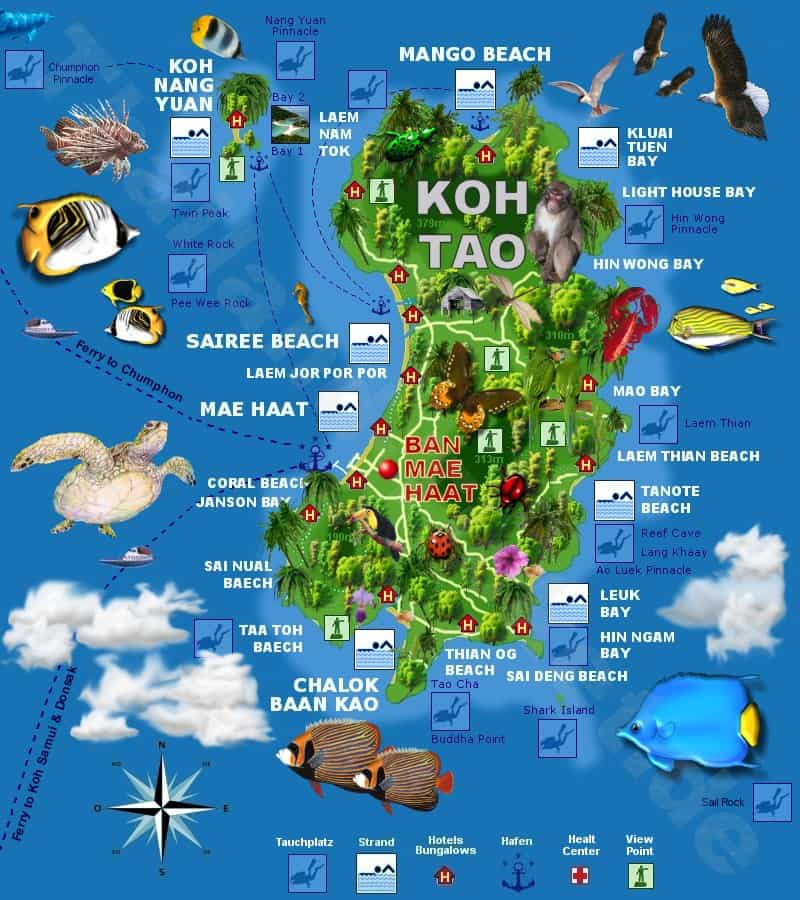 Nang Yuan
Pinnacle
Chumphon
Pinnacle
KOH
NANG
YUAN
MANGO BEACH
Bay 2
Bay 1
LAEM
NAM
TOK
KLUAI
TUEN
BAY
Twin Peak
KOH
TAO
379m
LIGHT HOUSE BAY
Hin Wong
Pinnacle
White Rock
Pee Wee Rock
HIN WONG BAY
SAIREE BEACH
318m
Ferry to Chumphon
LAEM JOR POR POR
MAO BAY
MAE HAAT
Laem Thian
BAN
MAE
HAAT
313m
LAEM THIAN BEACH
CORAL BEAC
JANSON BAY
TANOTE
BEACH
Reef Cave
Lang Khaay
Ao Luek Pinnacle
SAI NUAL
BAECH
LEUK
BAY
TAA TOH
BAECH
HIN NGAM
BAY
THIAN OG
BEACH
SAI DENG BEACH
CHALOK
BAAN KAO
Tao Cha
Buddha Point
Shark Island
Ferry to Koh Samui & Donsak
N
O
E
S
Sail Rock
Tauchplatz
Strand
Hotels
Bungalows
Hafen
Healt
Center
View
Point